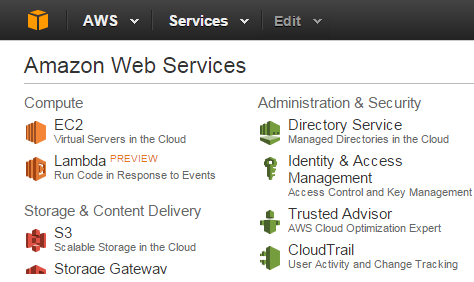 AWS Services Edit
Amazon Web Services
Compute
EC2
Virtual Servers in the Cloud
Lambda PREVIEW
Run Code in Response to Events
Storage & Content Delivery
S3
Scalable Storage in the Cloud
Storage Gateway
Administration & Security
Directory Service
Managed Directories in the Cloud
Identity & Access
Management
Access Control and Key Management
Trusted Advisor
AWS Cloud Optimization Expert
CloudTrail
User Activity and Change Tracking